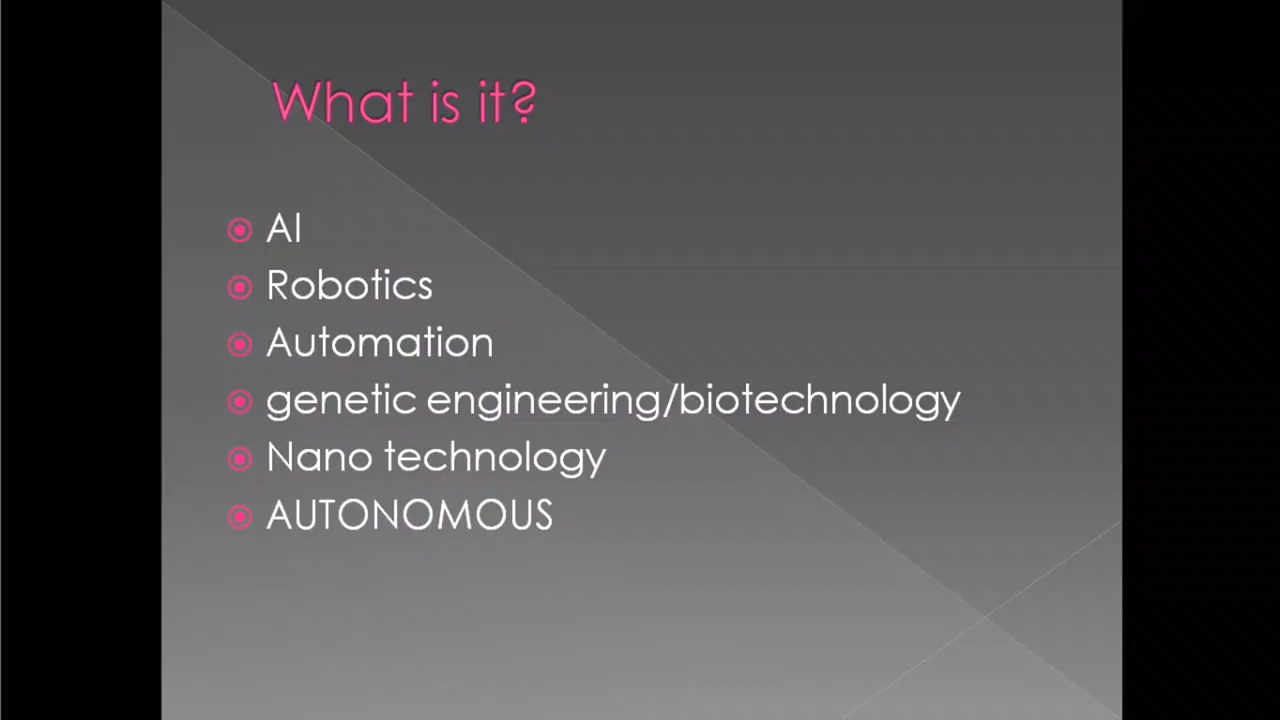 What is it?
AI
Robotics
Automation
genetic engineering/biotechnology
Nano technology
AUTONOMOUS